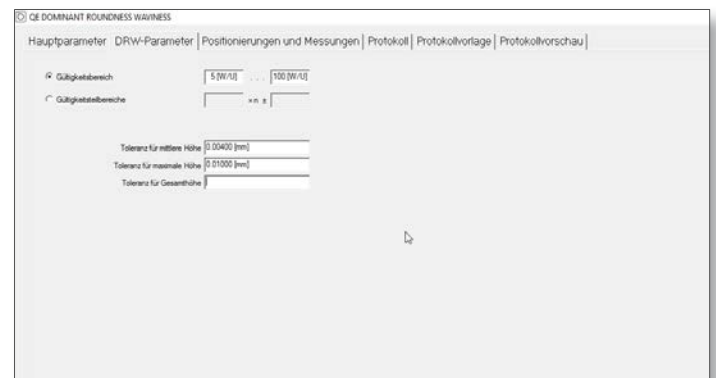 QE DOMINANT ROUNDNESS WAVINESS
Hauptparameter DRW-Parameter Positionierungen und Messungen Protokoll Protokollvorlage Protokollvorschau
Gültigkeitsbereich 5 [W/U] . . . 100 [W/U]
Gültigkeitsteilbereiche ×n ±
Toleranz für mittlere Höhe 0.00400 [mm]
Toleranz für maximale Höhe 0.01000 [mm]
Toleranz für Gesamthöhe